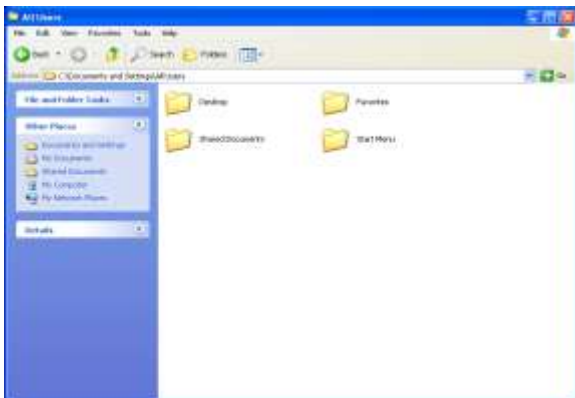 All Users
File Edit View Favorites Tools Help
Back Search Folders
Address C:\Documents and Settings\All Users Go
File and Folder Tasks
Other Places
Documents and Settings
My Documents
Shared Documents
My Computer
My Network Places
Details
Desktop Favorites
Shared Documents Start Menu